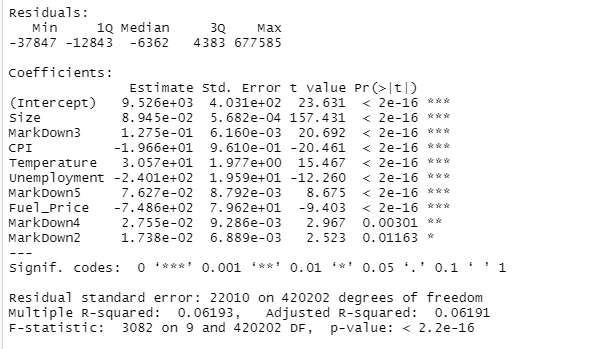 Residuals:
   Min     1Q Median     3Q    Max
-37847 -12843  -6362   4383 677585

Coefficients:
               Estimate Std. Error t value Pr(>|t|)
(Intercept)   9.526e+03  4.031e+02  23.631  < 2e-16 ***
Size          8.945e-02  5.682e-04 157.431  < 2e-16 ***
MarkDown3     1.275e-01  6.160e-03  20.692  < 2e-16 ***
CPI          -1.966e+01  9.610e-01 -20.461  < 2e-16 ***
Temperature   3.057e+01  1.977e+00  15.467  < 2e-16 ***
Unemployment -2.401e+02  1.959e+01 -12.260  < 2e-16 ***
MarkDown5     7.627e-02  8.792e-03   8.675  < 2e-16 ***
Fuel_Price   -7.486e+02  7.962e+01  -9.403  < 2e-16 ***
MarkDown4     2.755e-02  9.286e-03   2.967  0.00301 **
MarkDown2     1.738e-02  6.889e-03   2.523  0.01163 *
---
Signif. codes:  0 ‘***’ 0.001 ‘**’ 0.01 ‘*’ 0.05 ‘.’ 0.1 ‘ ’ 1

Residual standard error: 22010 on 420202 degrees of freedom
Multiple R-squared:  0.06193,   Adjusted R-squared:  0.06191
F-statistic:  3082 on 9 and 420202 DF,  p-value: < 2.2e-16